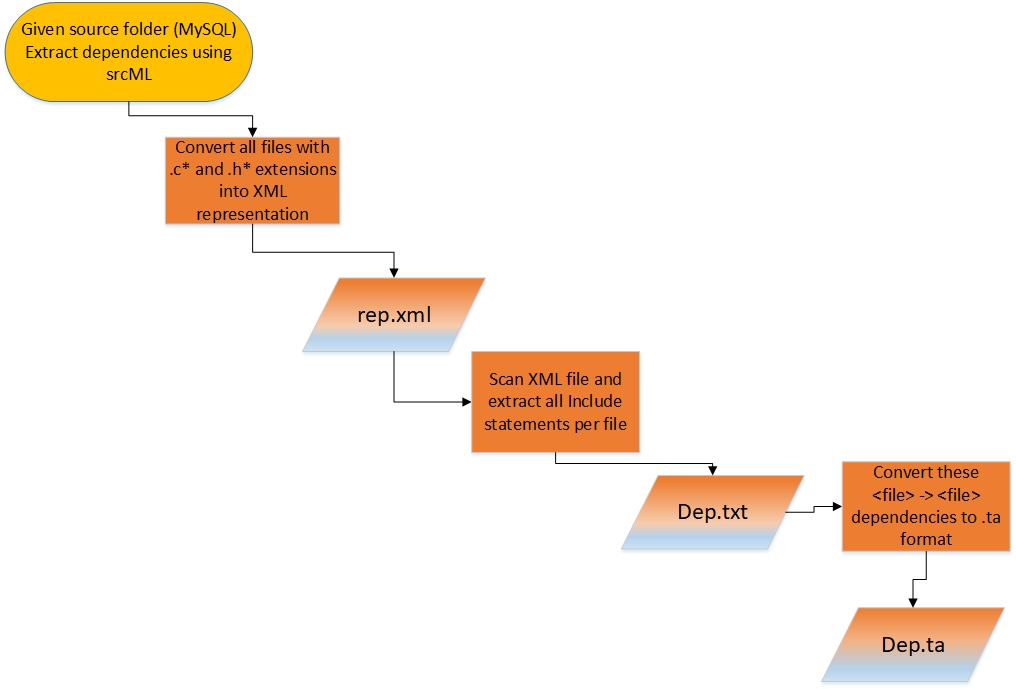 Given source folder (MySQL)
Extract dependencies using
srcML
Convert all files with
.c* and .h* extensions
into XML
representation
rep.xml
Scan XML file and
extract all Include
statements per file
Dep.txt
Convert these
<file> -> <file>
dependencies to .ta
format
Dep.ta